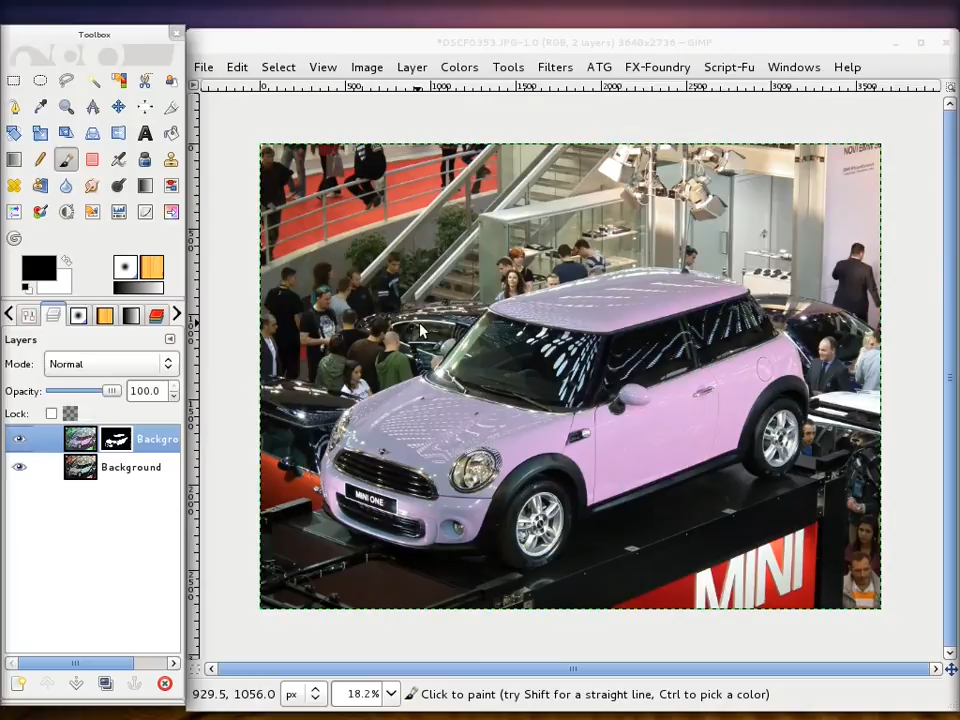 Toolbox
*DSCF0353.JPG-1.0 (RGB, 2 layers) 3648x2736 – GIMP
File Edit Select View Image Layer Colors Tools Filters ATG FX-Foundry Script-Fu Windows Help
0 500 1000 1500 2000 2500 3000 3500
MINI ONE
MINI
Layers
Mode: Normal
Opacity: 100.0
Lock:
Backgro
Background
929.5, 1056.0 px 18.2% Click to paint (try Shift for a straight line, Ctrl to pick a color)